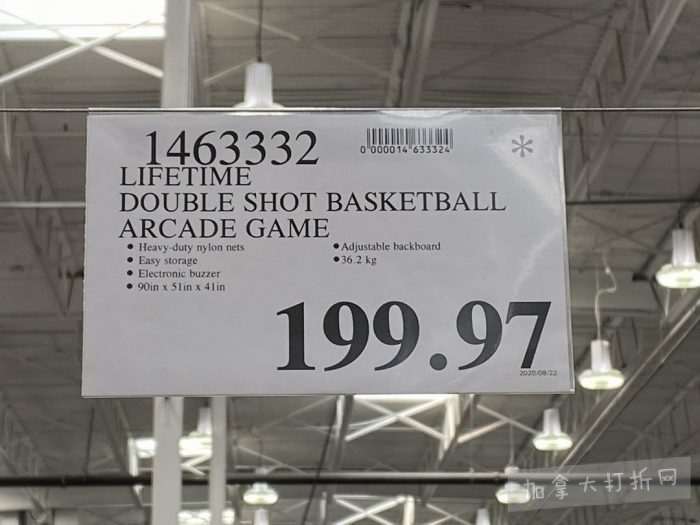 1463332
0"000014"633324
*
LIFETIME
DOUBLE SHOT BASKETBALL
ARCADE GAME
• Heavy-duty nylon nets
• Easy storage
• Electronic buzzer
• 90in x 51in x 41in
• Adjustable backboard
• 36.2 kg
199.97
2020/08/22
加拿大打折网